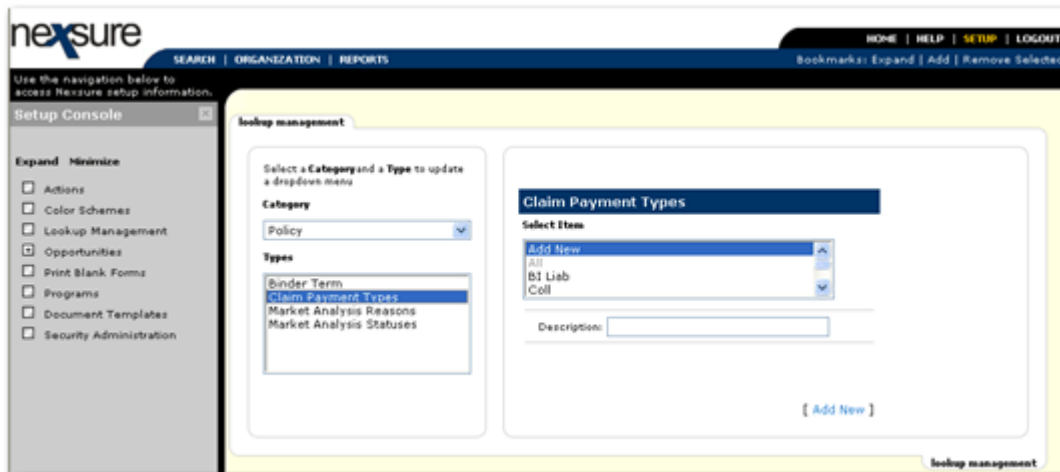 nexsure
HOME | HELP | SETUP | LOGOUT
SEARCH | ORGANIZATION | REPORTS
Bookmarks: Expand | Add | Remove Selected
Use the navigation below to
access Nexsure setup information.
Setup Console
Expand Minimize
Actions
Color Schemes
Lookup Management
Opportunities
Print Blank Forms
Programs
Document Templates
Security Administration
lookup management
Select a Category and a Type to update
a dropdown menu
Category
Policy
Types
Binder Term
Claim Payment Types
Market Analysis Reasons
Market Analysis Statuses
Claim Payment Types
Select Item
Add New
All
BI Liab
Coll
Description:
[ Add New ]
lookup management